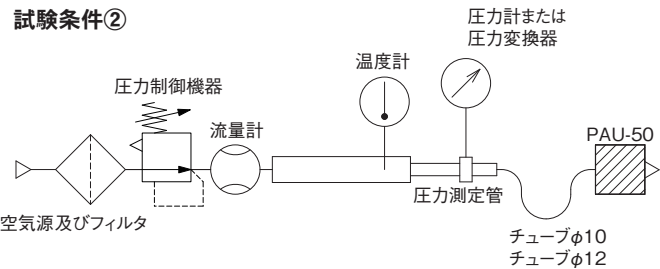 試験条件②
圧力計または
圧力変換器
温度計
圧力制御機器
流量計
PAU-50
圧力測定管
空気源及びフィルタ
チューブφ10
チューブφ12